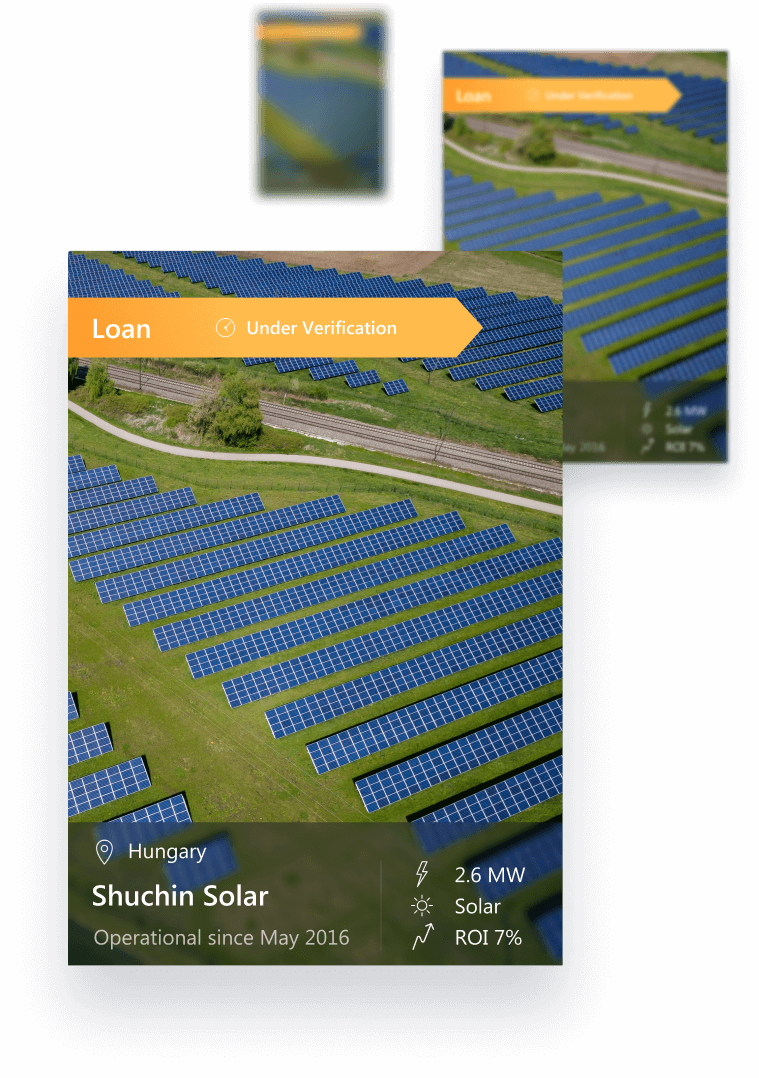 Loan
Under Verification
Loan
Under Verification
2.6 MW
Solar
2016
ROI 7%
Hungary
Shuchin Solar
Operational since May 2016
2.6 MW
Solar
ROI 7%